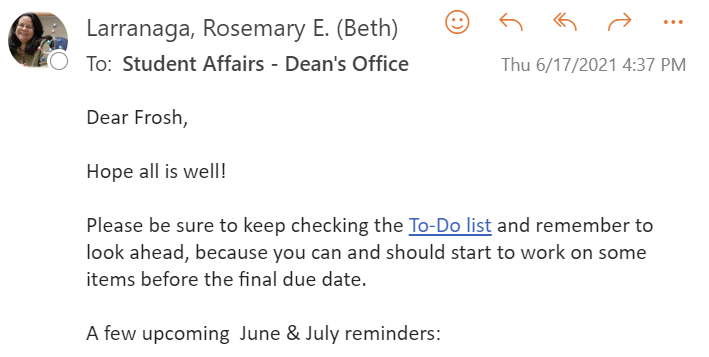 Larranaga, Rosemary E. (Beth)
To: Student Affairs - Dean's Office
Thu 6/17/2021 4:37 PM
Dear Frosh,
Hope all is well!
Please be sure to keep checking the To-Do list and remember to
look ahead, because you can and should start to work on some
items before the final due date.
A few upcoming  June & July reminders: